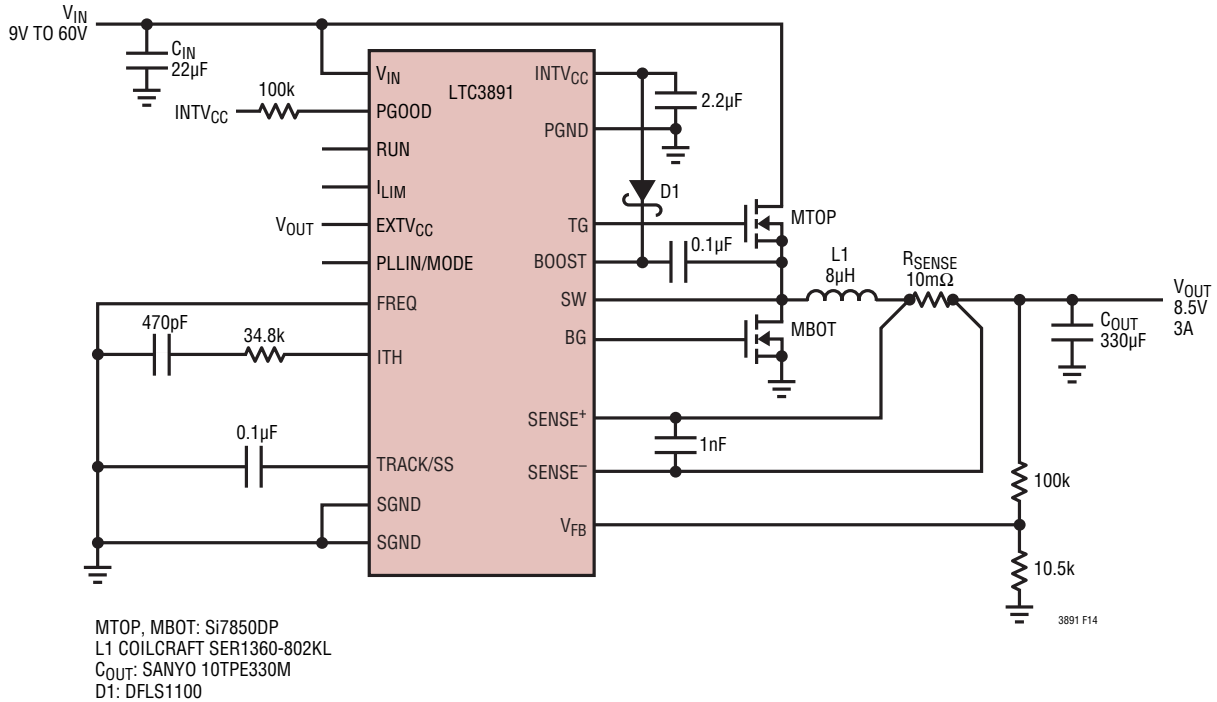 VIN
9V TO 60V
CIN
22µF
100k
INTVCC
VIN
PGOOD
RUN
ILIM
VOUT
EXTVCC
PLLIN/MODE
FREQ
470pF
34.8k
ITH
0.1µF
TRACK/SS
SGND
SGND
LTC3891
INTVCC
2.2µF
PGND
D1
TG
MTOP
BOOST
0.1µF
SW
L1
8µH
RSENSE
10mΩ
VOUT
8.5V
3A
COUT
330µF
BG
MBOT
SENSE+
1nF
SENSE–
100k
VFB
10.5k
3891 F14
MTOP, MBOT: Si7850DP
L1 COILCRAFT SER1360-802KL
COUT: SANYO 10TPE330M
D1: DFLS1100